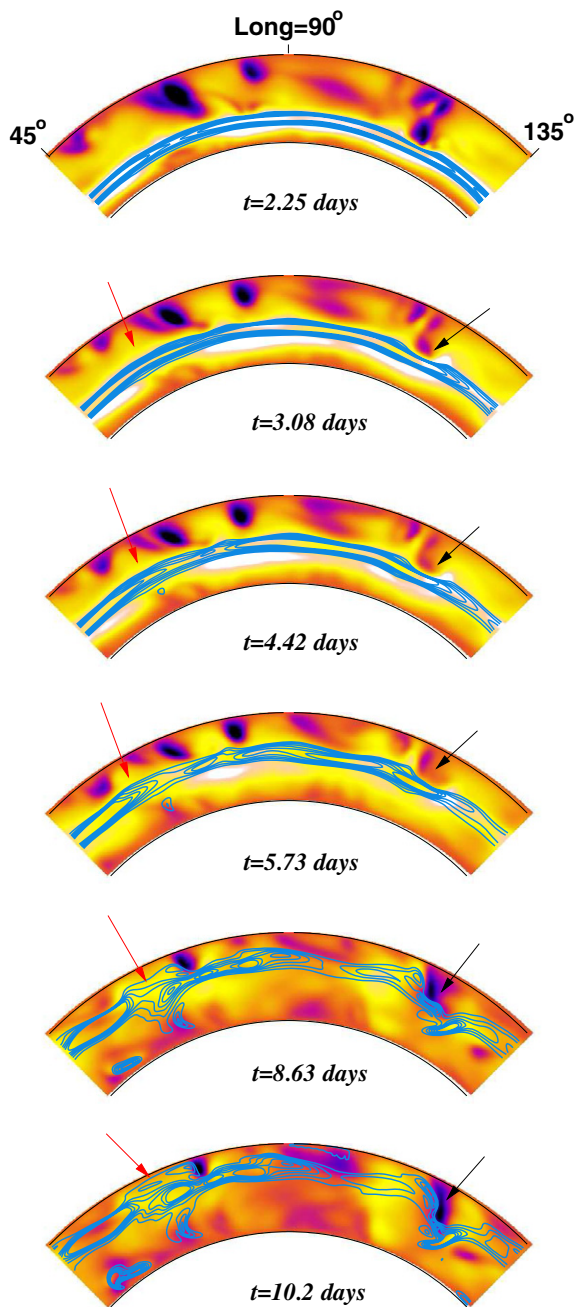 Long=90°
45°
135°
t=2.25 days
t=3.08 days
t=4.42 days
t=5.73 days
t=8.63 days
t=10.2 days